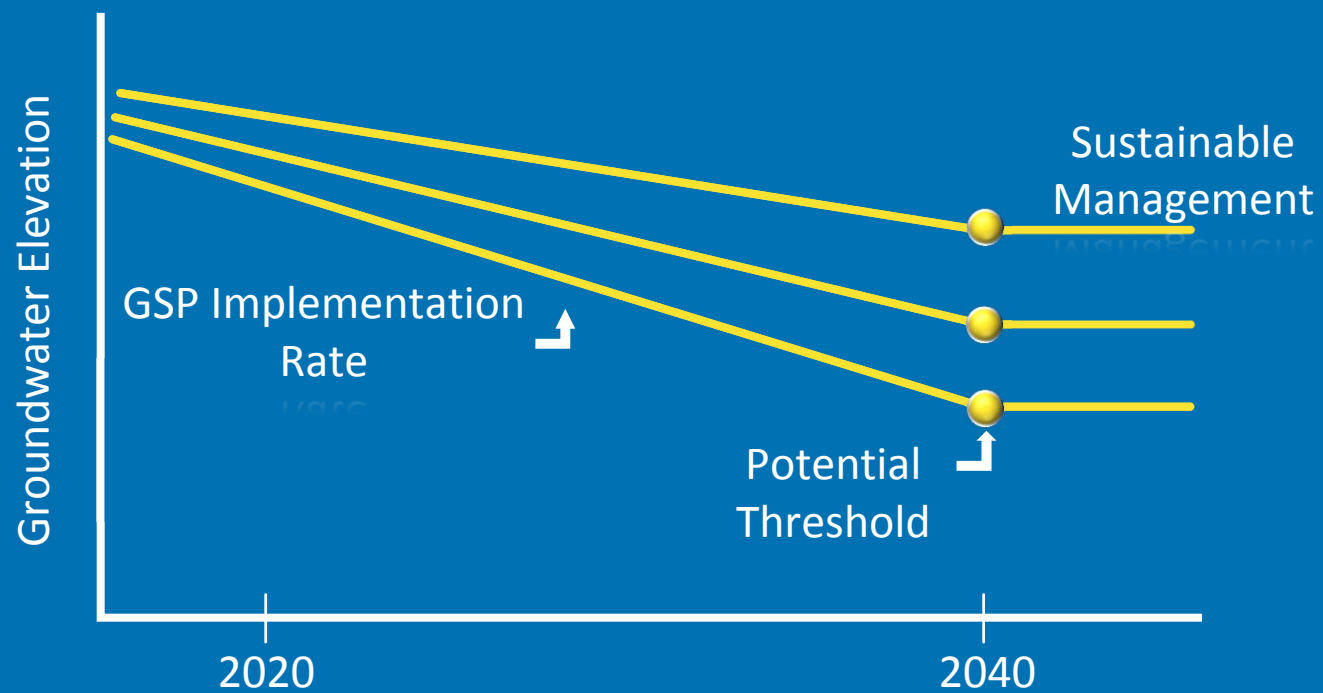 Groundwater Elevation
Sustainable
Management
GSP Implementation
Rate
Potential
Threshold
2020
2040